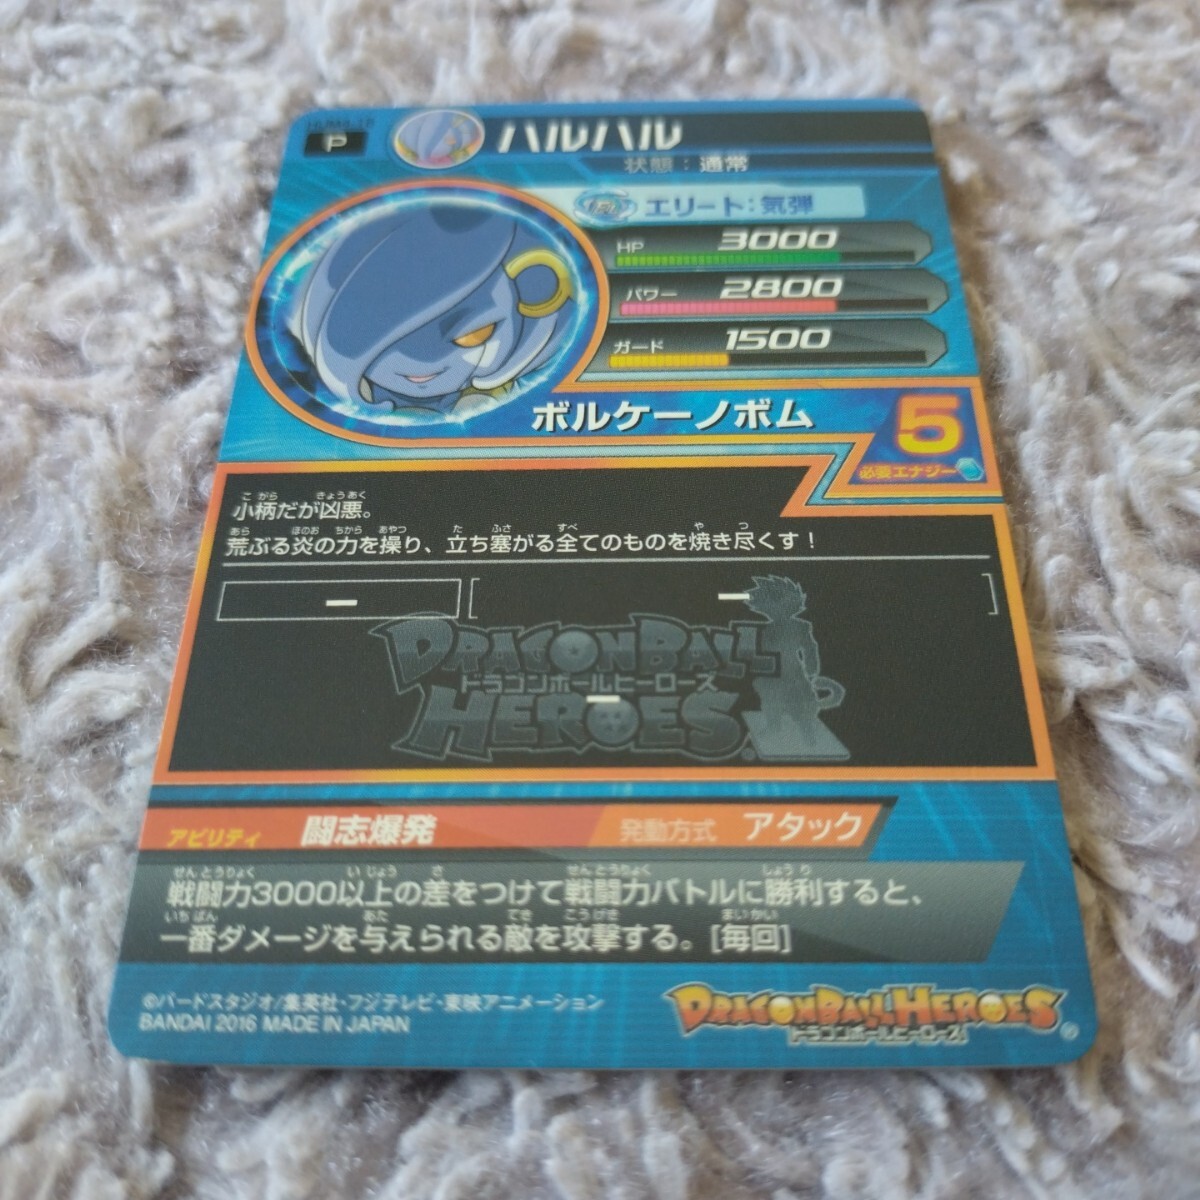 P
ハルハル
状態：通常
エリート：気弾
HP 3000
パワー 2800
ガード 1500
ボルケーノボム
5
必要エナジー
小柄だが凶悪。
荒ぶる炎の力を操り、立ち塞がる全てのものを焼き尽くす！
ー [ ー ]
DRAGON BALL
ドラゴンボールヒーローズ
HEROES
ー
アビリティ 闘志爆発 発動方式 アタック
戦闘力3000以上の差をつけて戦闘力バトルに勝利すると、
一番ダメージを与えられる敵を攻撃する。[毎回]
©バードスタジオ/集英社・フジテレビ・東映アニメーション
BANDAI 2016 MADE IN JAPAN
DRAGONBALL HEROES
ドラゴンボールヒーローズ